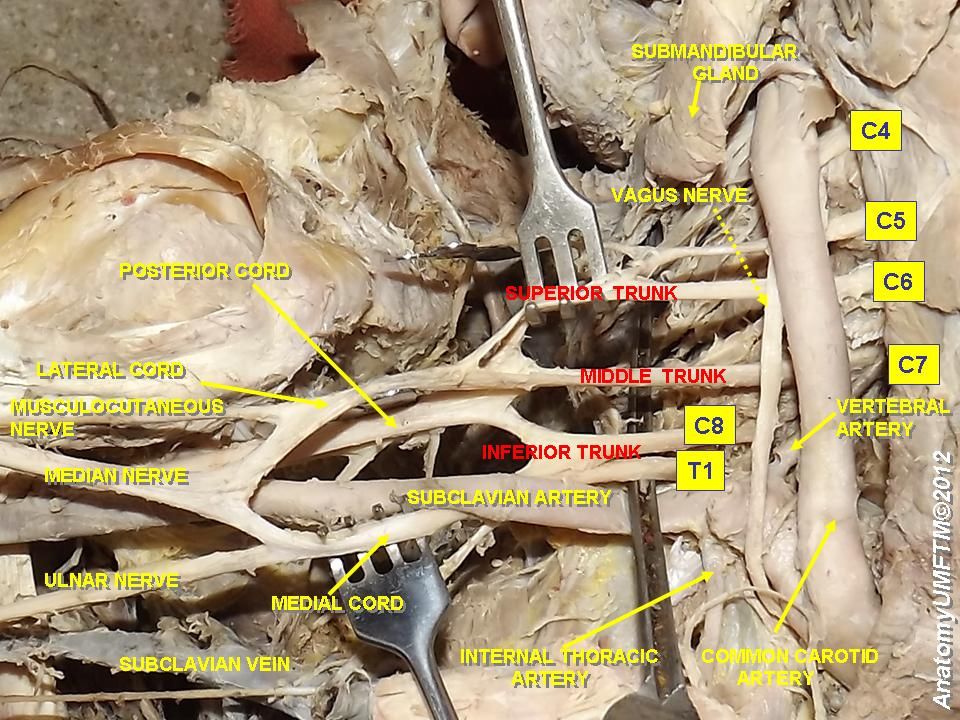 SUBMANDIBULAR
GLAND
C4
VAGUS NERVE
C5
POSTERIOR CORD
C6
SUPERIOR TRUNK
LATERAL CORD
MIDDLE TRUNK
C7
MUSCULOCUTANEOUS
NERVE
VERTEBRAL
ARTERY
C8
INFERIOR TRUNK
T1
MEDIAN NERVE
SUBCLAVIAN ARTERY
ULNAR NERVE
MEDIAL CORD
SUBCLAVIAN VEIN
INTERNAL THORACIC
ARTERY
COMMON CAROTID
ARTERY
AnatomyUMFTM©2012